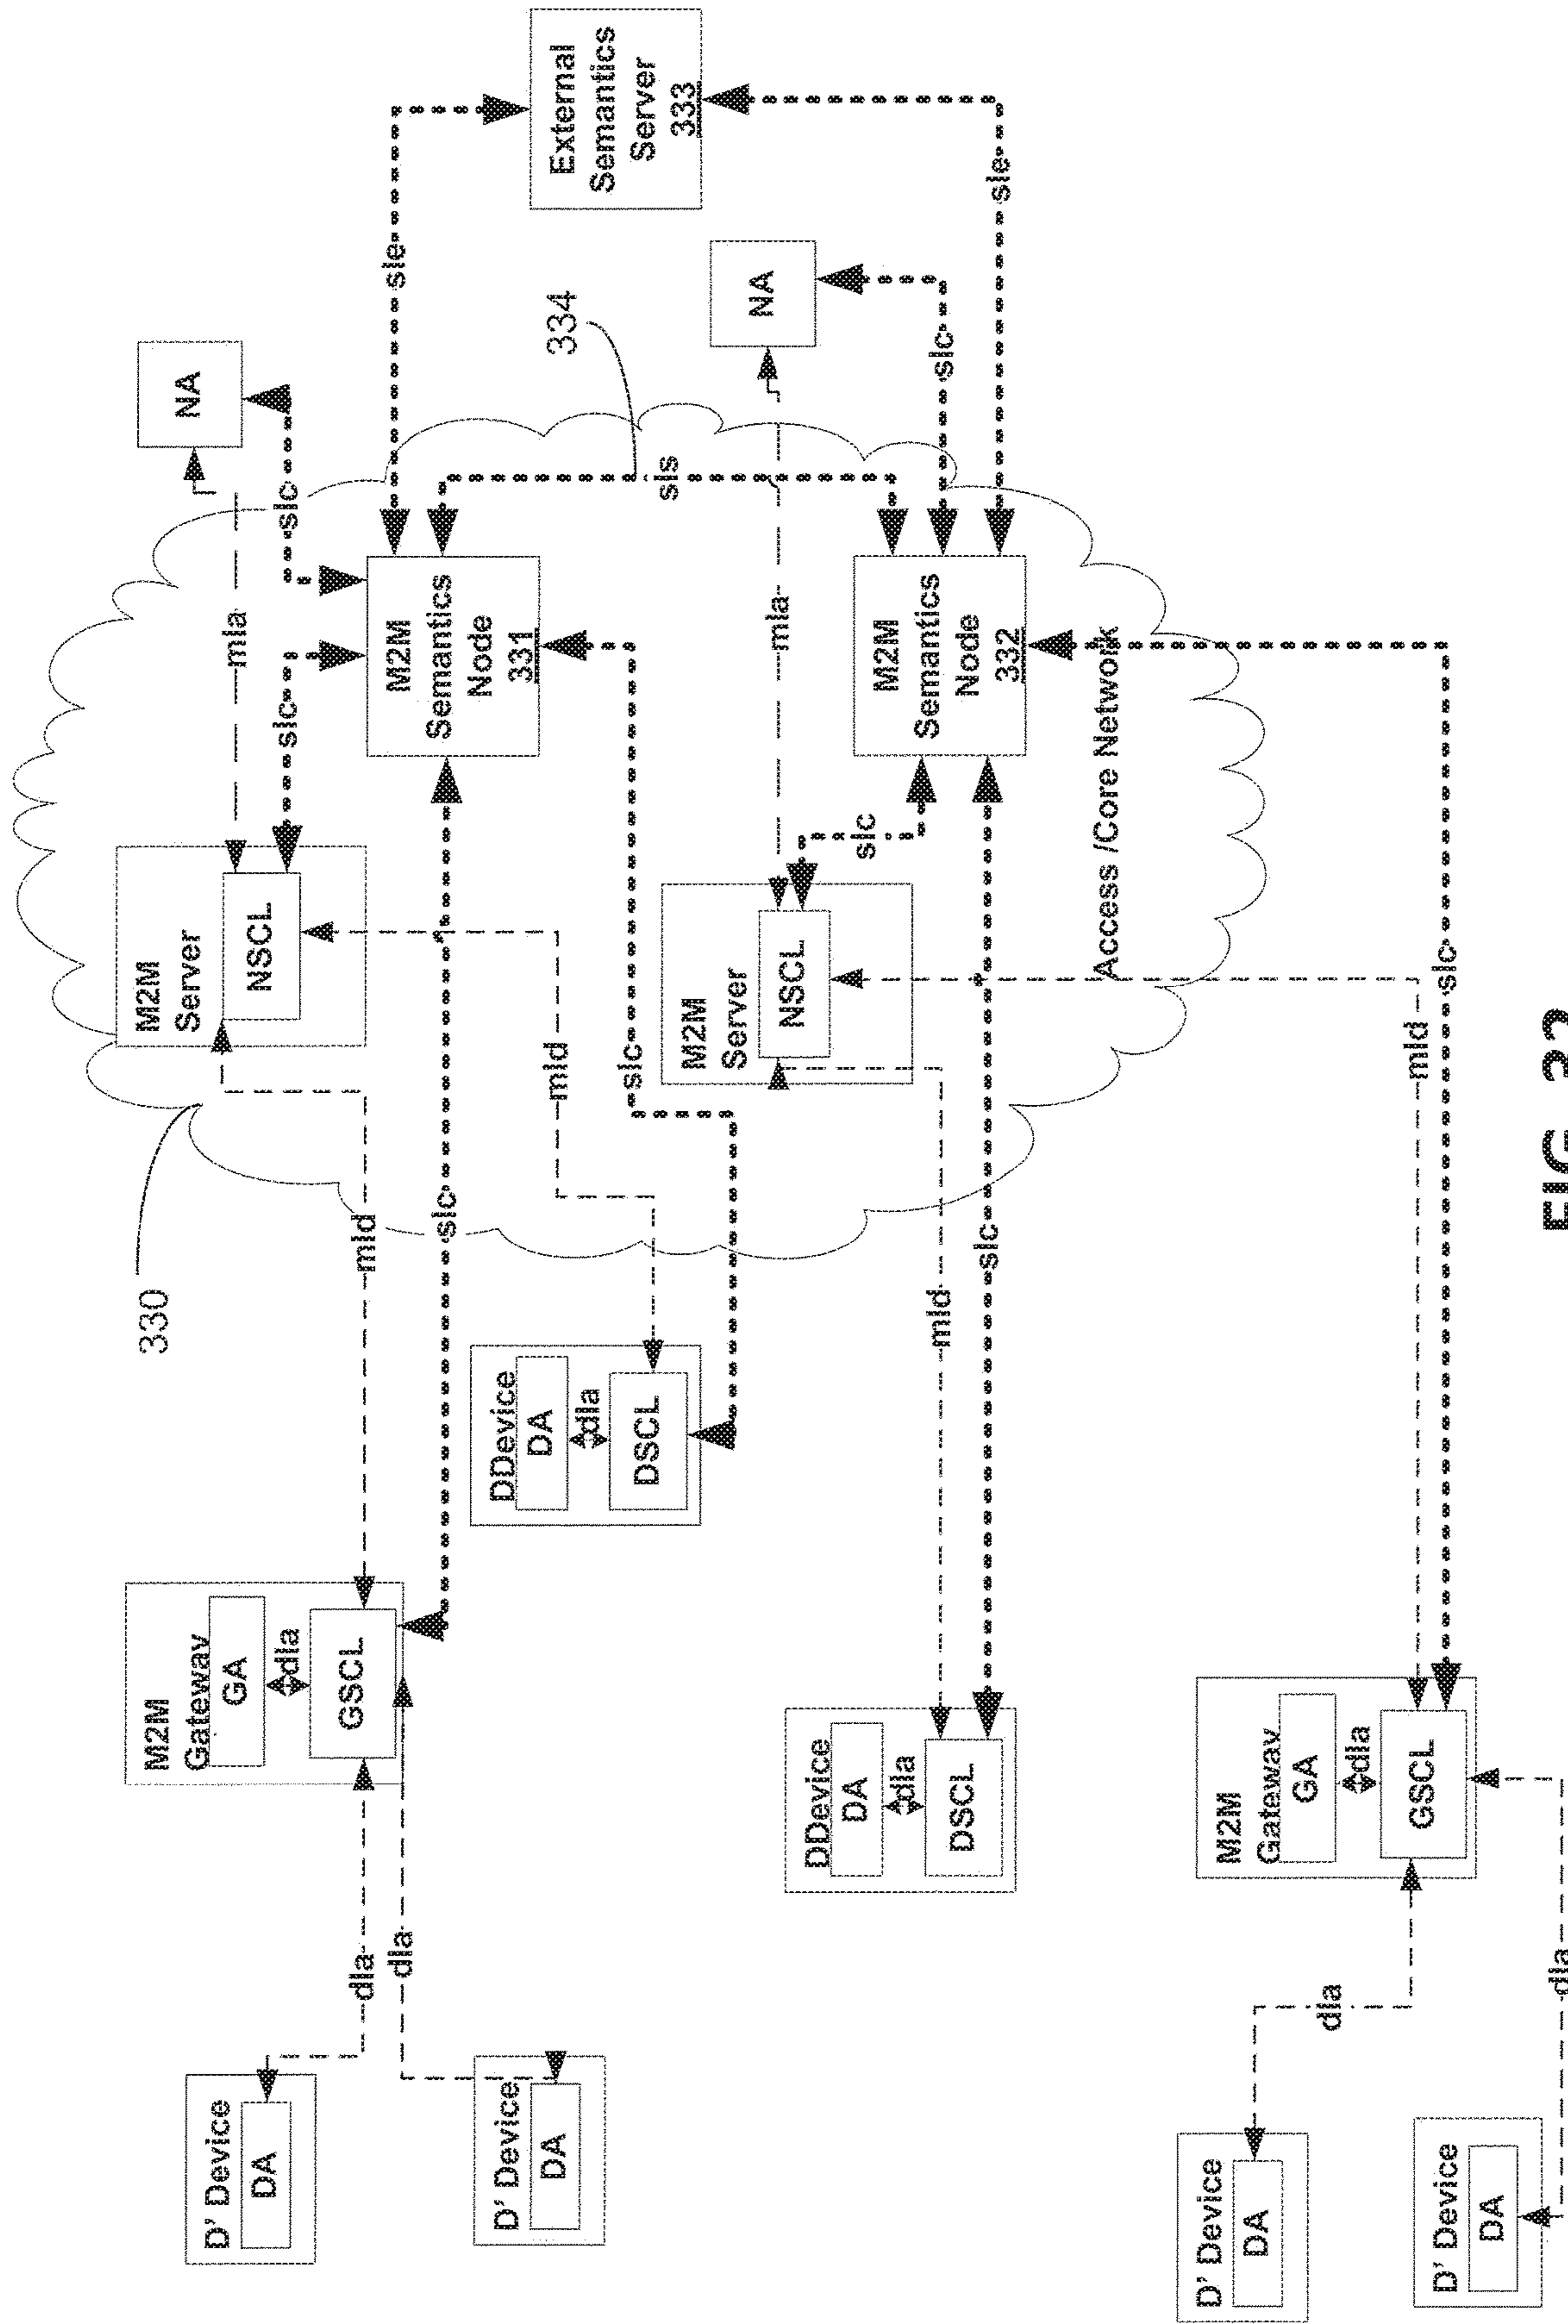 330
D' Device
DA
dla
dla
D' Device
DA
M2M
Gateway
GA
dla
GSCL
mld
slc
M2M
Server
NSCL
mla
NA
slc
slc
M2M
Semantics
Node
331
sle
External
Semantics
Server
333
334
sls
DDevice
DA
dla
DSCL
mld
slc
M2M
Server
NSCL
mla
NA
slc
slc
M2M
Semantics
Node
332
sle
DDevice
DA
dla
DSCL
mld
slc
Access /Core Network
D' Device
DA
dla
M2M
Gateway
GA
dla
GSCL
mld
slc
D' Device
DA
dla
FIG